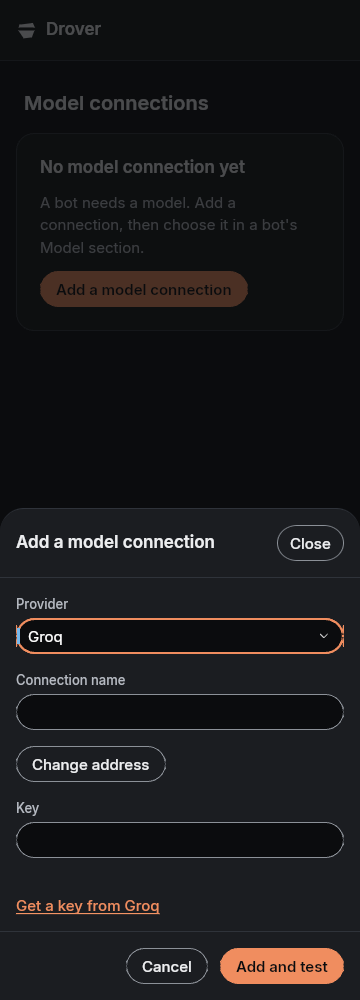 Drover
Model connections
No model connection yet
A bot needs a model. Add a
connection, then choose it in a bot's
Model section.
Add a model connection
Add a model connection
Close
Provider
Groq
Connection name
Change address
Key
Get a key from Groq
Cancel
Add and test